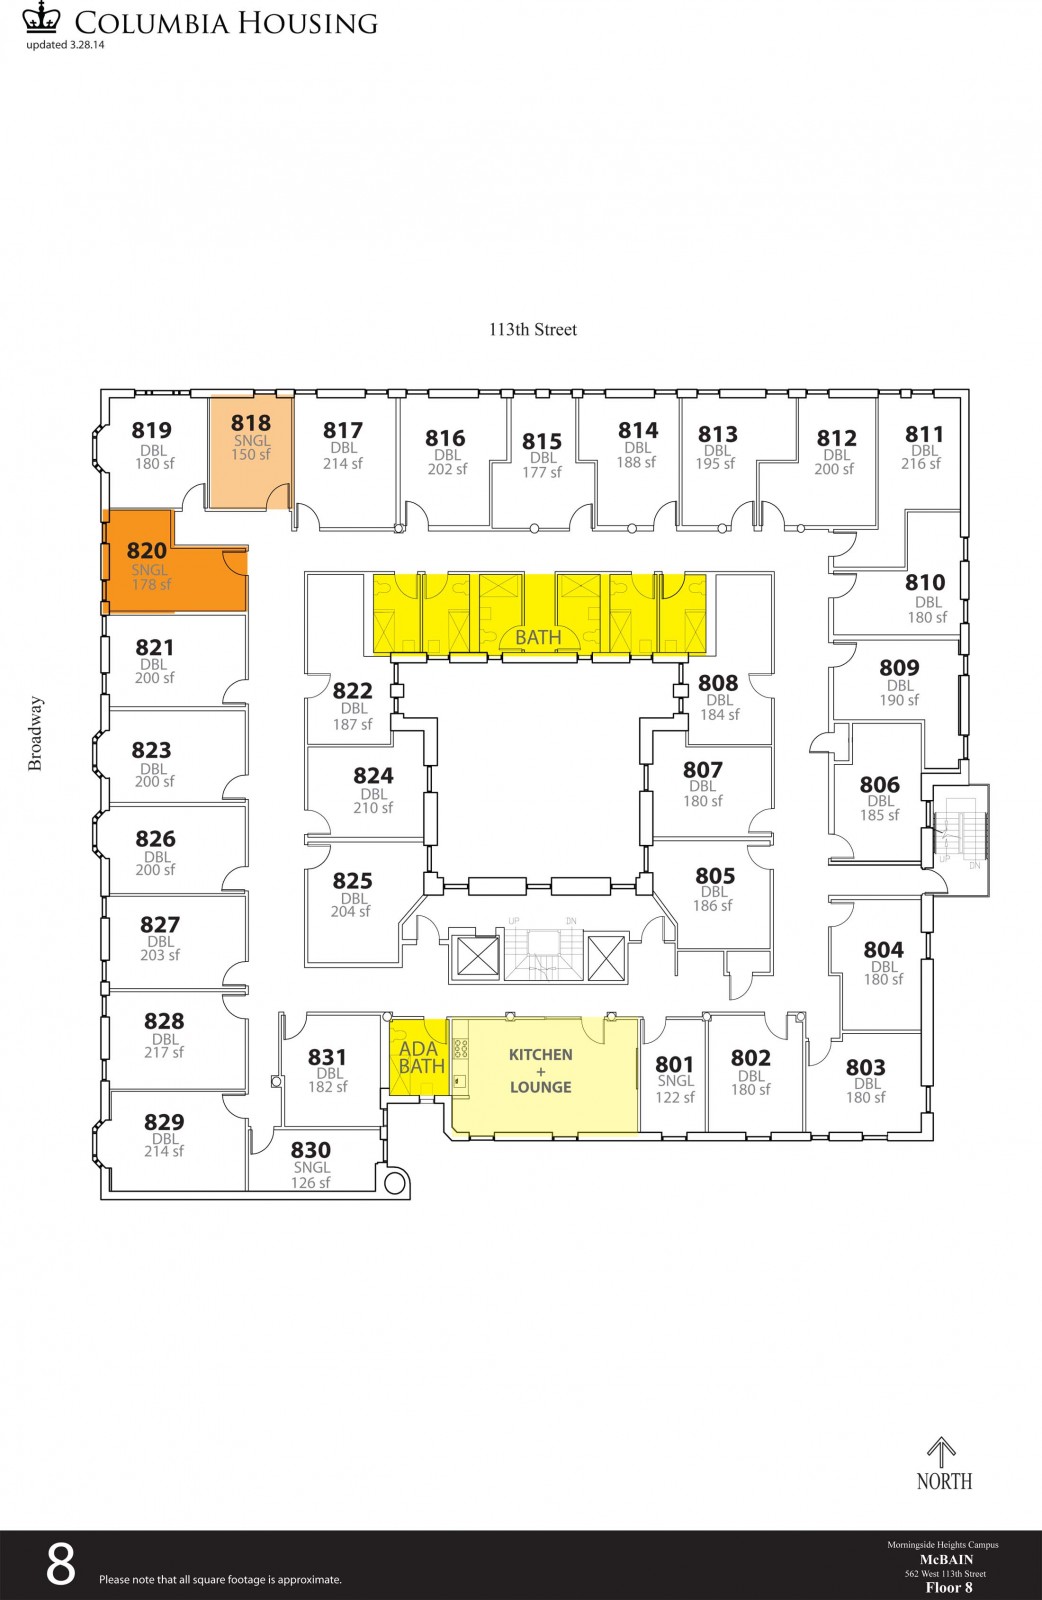 COLUMBIA HOUSING
updated 3.28.14
113th Street
Broadway
819
DBL
180 sf
818
SNGL
150 sf
817
DBL
214 sf
816
DBL
202 sf
815
DBL
177 sf
814
DBL
188 sf
813
DBL
195 sf
812
DBL
200 sf
811
DBL
216 sf
820
SNGL
178 sf
810
DBL
180 sf
BATH
821
DBL
200 sf
822
DBL
187 sf
808
DBL
184 sf
809
DBL
190 sf
823
DBL
200 sf
824
DBL
210 sf
807
DBL
180 sf
806
DBL
185 sf
UP
DN
826
DBL
200 sf
825
DBL
204 sf
805
DBL
186 sf
827
DBL
203 sf
UP
DN
804
DBL
180 sf
828
DBL
217 sf
831
DBL
182 sf
ADA
BATH
KITCHEN
+
LOUNGE
801
SNGL
122 sf
802
DBL
180 sf
803
DBL
180 sf
829
DBL
214 sf
830
SNGL
126 sf
NORTH
8
Please note that all square footage is approximate.
Morningside Heights Campus
McBAIN
562 West 113th Street
Floor 8